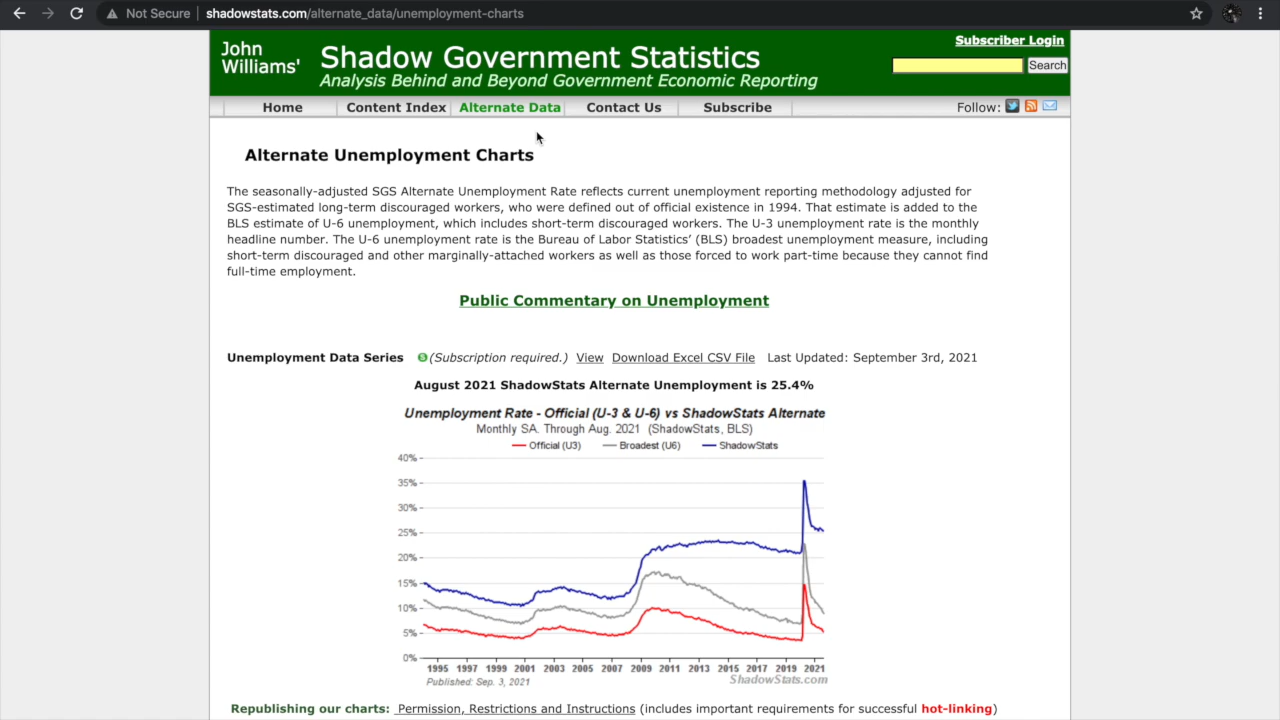 Not Secure | shadowstats.com/alternate_data/unemployment-charts
John Williams'
Shadow Government Statistics
Analysis Behind and Beyond Government Economic Reporting
Subscriber Login
Search
Home Content Index Alternate Data Contact Us Subscribe Follow:
Alternate Unemployment Charts
The seasonally-adjusted SGS Alternate Unemployment Rate reflects current unemployment reporting methodology adjusted for
SGS-estimated long-term discouraged workers, who were defined out of official existence in 1994. That estimate is added to the
BLS estimate of U-6 unemployment, which includes short-term discouraged workers. The U-3 unemployment rate is the monthly
headline number. The U-6 unemployment rate is the Bureau of Labor Statistics' (BLS) broadest unemployment measure, including
short-term discouraged and other marginally-attached workers as well as those forced to work part-time because they cannot find
full-time employment.
Public Commentary on Unemployment
Unemployment Data Series S (Subscription required.) View Download Excel CSV File Last Updated: September 3rd, 2021
August 2021 ShadowStats Alternate Unemployment is 25.4%
Unemployment Rate - Official (U-3 & U-6) vs ShadowStats Alternate
Monthly SA. Through Aug. 2021 (ShadowStats, BLS)
Official (U3) Broadest (U6) ShadowStats
40%
35%
30%
25%
20%
15%
10%
5%
0%
1995 1997 1999 2001 2003 2005 2007 2009 2011 2013 2015 2017 2019 2021
Published: Sep. 3, 2021
ShadowStats.com
Republishing our charts: Permission, Restrictions and Instructions (includes important requirements for successful hot-linking)